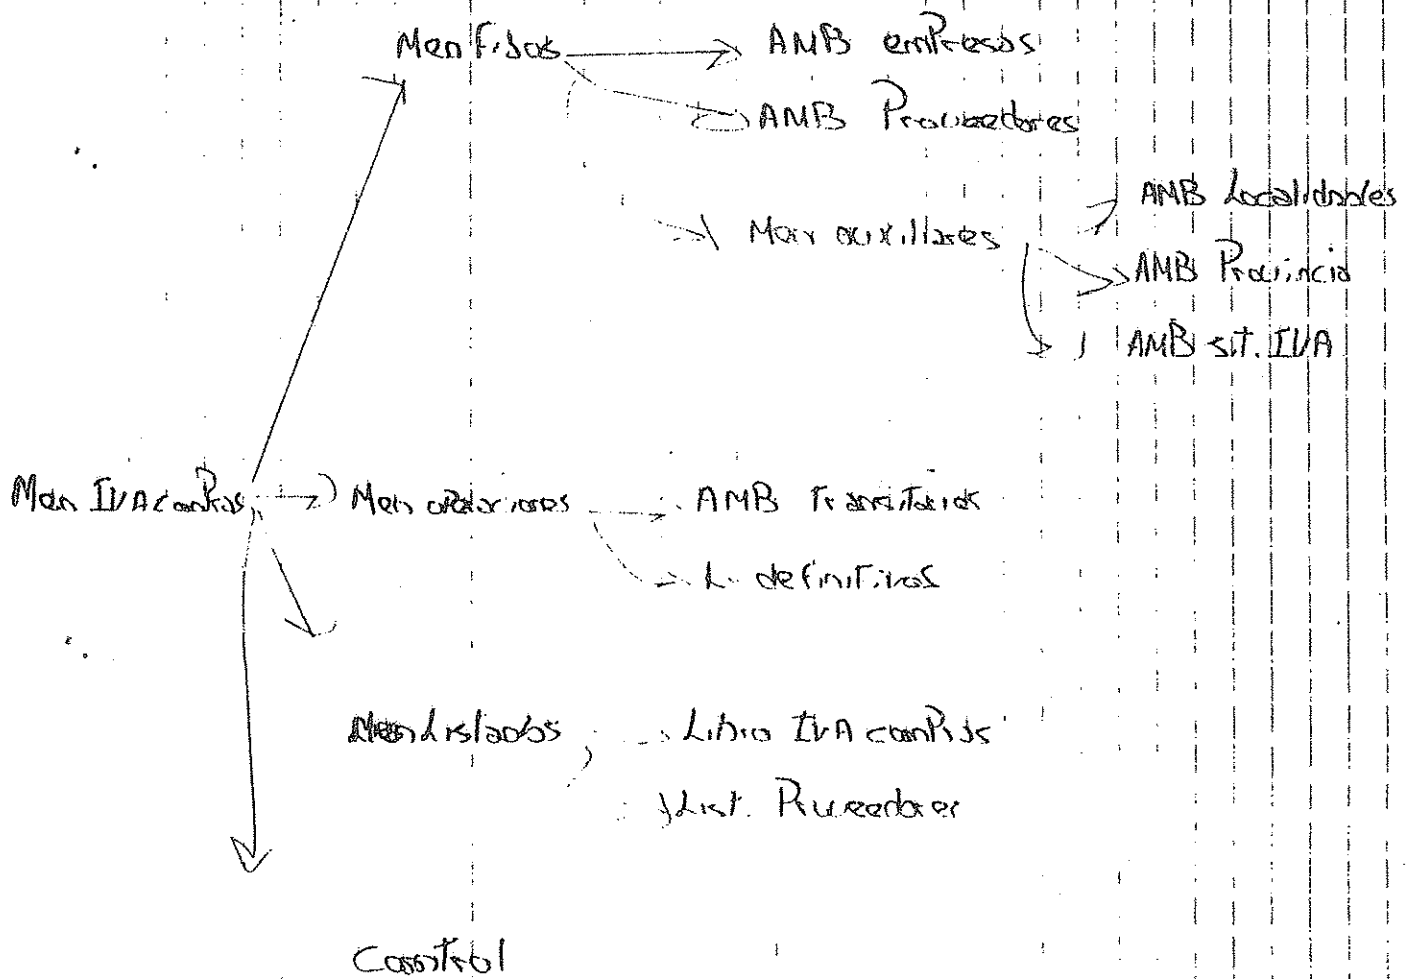 Men Fijos
AMB empresas
AMB Proveedores
Men auxiliares
AMB Localidades
AMB Provincia
AMB sit. IVA
Men IVA compras
Men operaciones
AMB Transitorios
L. definitivos
Men Listados
Libro IVA compras
List. Proveedores
Control